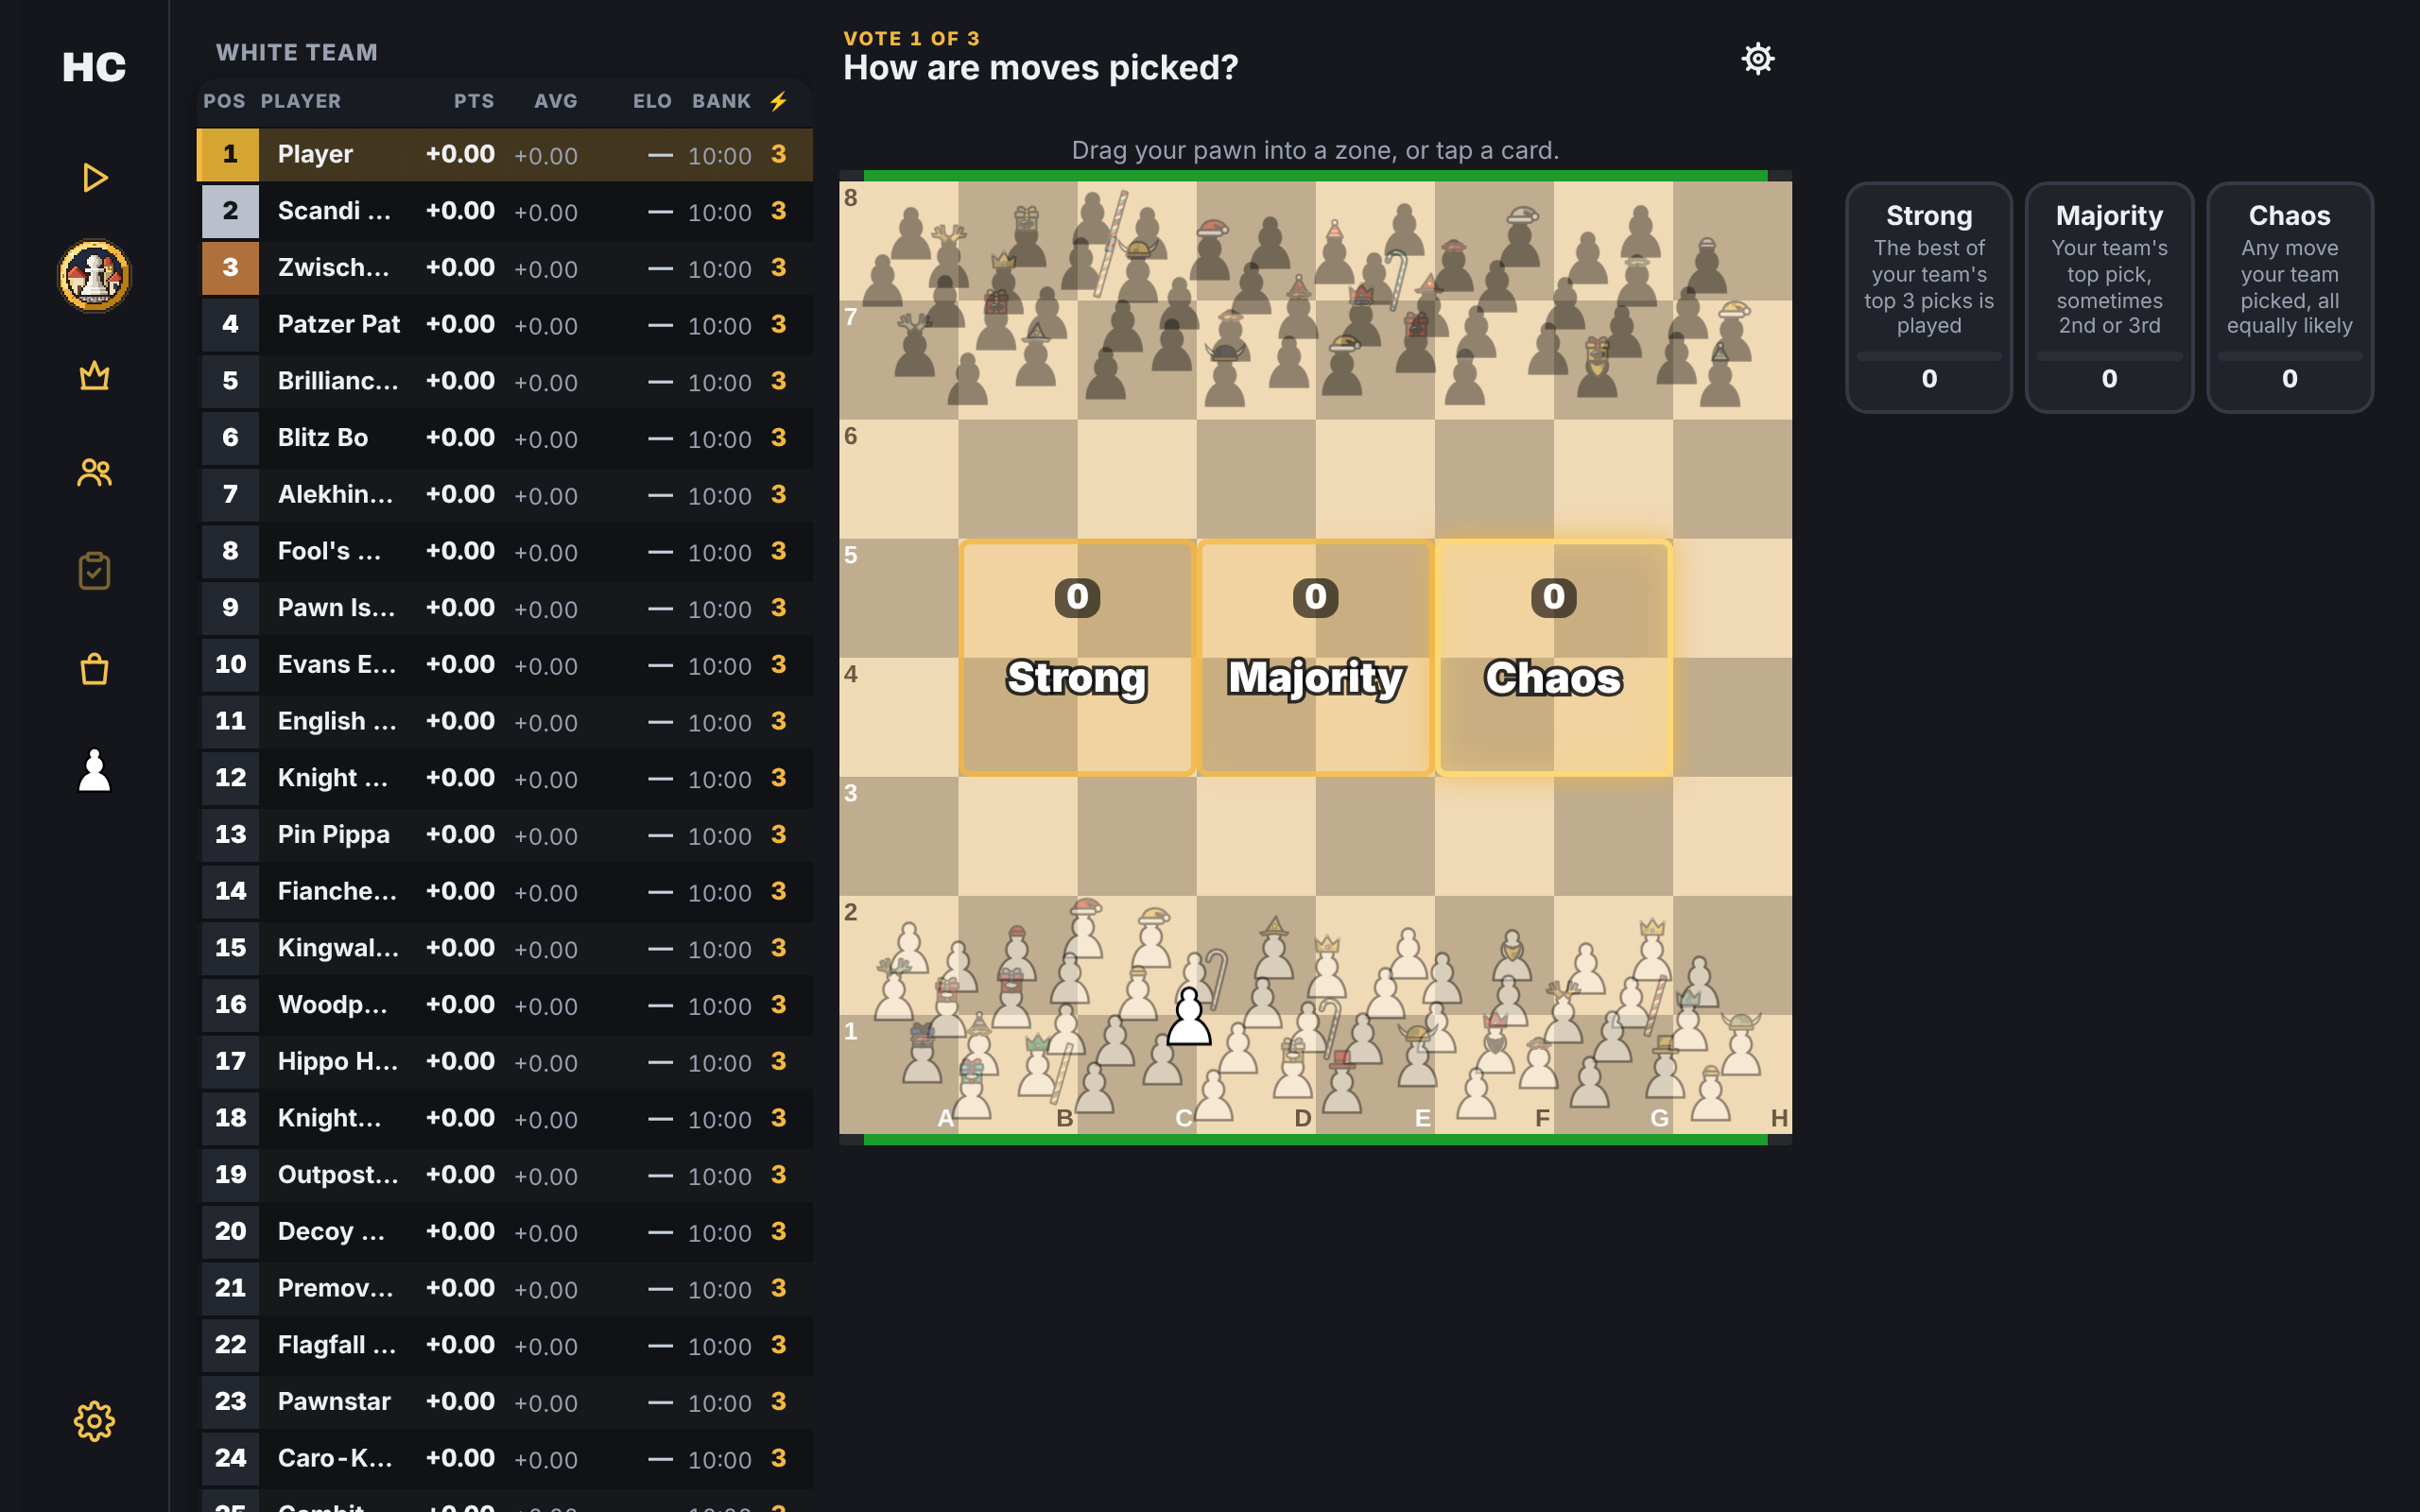 HC
WHITE TEAM
POS PLAYER PTS AVG ELO BANK ⚡
1 Player +0.00 +0.00 — 10:00 3
2 Scandi ... +0.00 +0.00 — 10:00 3
3 Zwisch... +0.00 +0.00 — 10:00 3
4 Patzer Pat +0.00 +0.00 — 10:00 3
5 Brillianc... +0.00 +0.00 — 10:00 3
6 Blitz Bo +0.00 +0.00 — 10:00 3
7 Alekhin... +0.00 +0.00 — 10:00 3
8 Fool's ... +0.00 +0.00 — 10:00 3
9 Pawn Is... +0.00 +0.00 — 10:00 3
10 Evans E... +0.00 +0.00 — 10:00 3
11 English ... +0.00 +0.00 — 10:00 3
12 Knight ... +0.00 +0.00 — 10:00 3
13 Pin Pippa +0.00 +0.00 — 10:00 3
14 Fianche... +0.00 +0.00 — 10:00 3
15 Kingwal... +0.00 +0.00 — 10:00 3
16 Woodp... +0.00 +0.00 — 10:00 3
17 Hippo H... +0.00 +0.00 — 10:00 3
18 Knight... +0.00 +0.00 — 10:00 3
19 Outpost... +0.00 +0.00 — 10:00 3
20 Decoy ... +0.00 +0.00 — 10:00 3
21 Premov... +0.00 +0.00 — 10:00 3
22 Flagfall ... +0.00 +0.00 — 10:00 3
23 Pawnstar +0.00 +0.00 — 10:00 3
24 Caro-K... +0.00 +0.00 — 10:00 3
VOTE 1 OF 3
How are moves picked?
Drag your pawn into a zone, or tap a card.
8
7
6
5
0 0 0
4
Strong Majority Chaos
3
2
1
A B C D E F G H
Strong
The best of
your team's
top 3 picks is
played
0
Majority
Your team's
top pick,
sometimes
2nd or 3rd
0
Chaos
Any move
your team
picked, all
equally likely
0